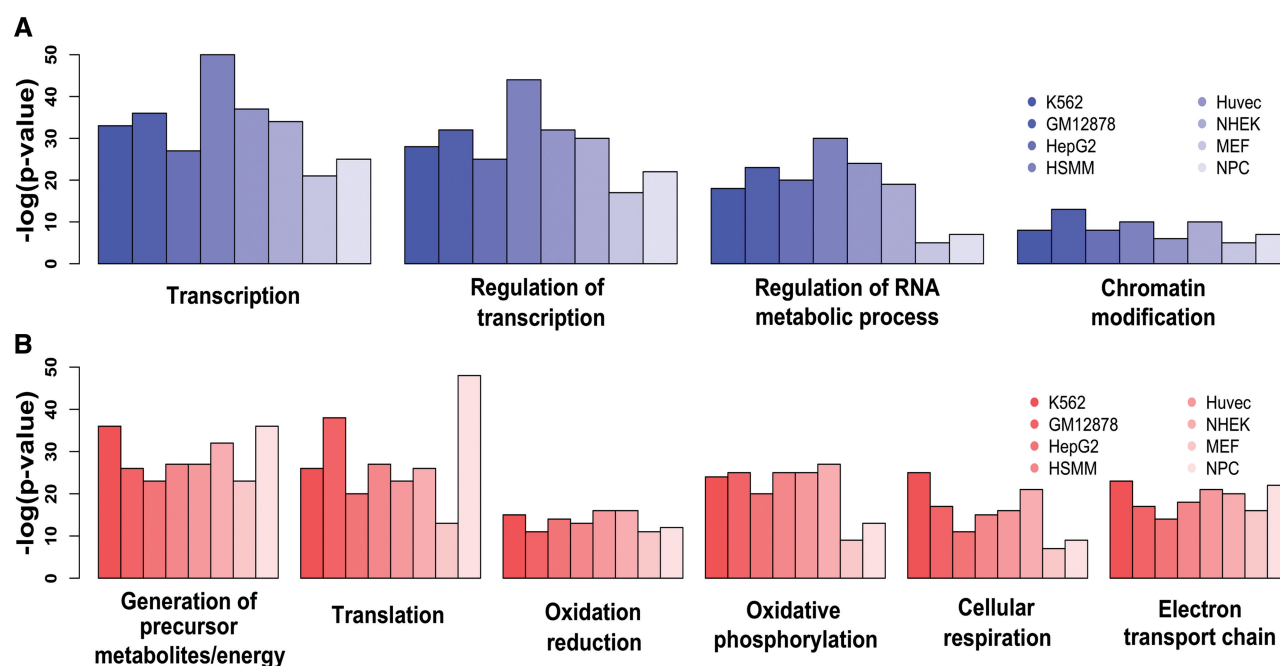 A
-log(p-value)
50
40
30
20
10
0
K562
GM12878
HepG2
HSMM
Huvec
NHEK
MEF
NPC
Transcription
Regulation of
transcription
Regulation of RNA
metabolic process
Chromatin
modification
B
-log(p-value)
50
40
30
20
10
0
K562
GM12878
HepG2
HSMM
Huvec
NHEK
MEF
NPC
Generation of
precursor
metabolites/energy
Translation
Oxidation
reduction
Oxidative
phosphorylation
Cellular
respiration
Electron
transport chain